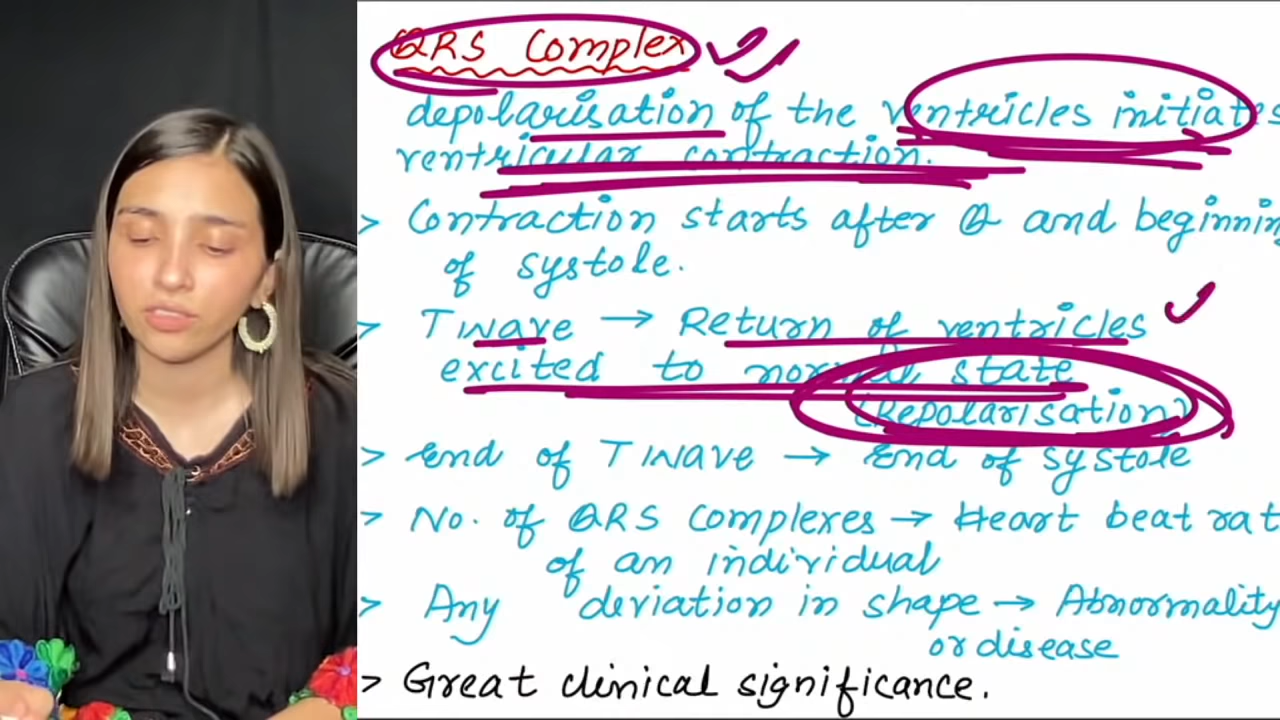 QRS Complex
depolarisation of the ventricles initiates
ventricular contraction.
> Contraction starts after Q and beginnin
of systole.
> T wave → Return of ventricles
excited to normal state
(Repolarisation)
> End of T wave → End of systole
> No. of QRS complexes → Heart beat rat
of an individual
> Any deviation in shape → Abnormality
or disease
> Great clinical significance.